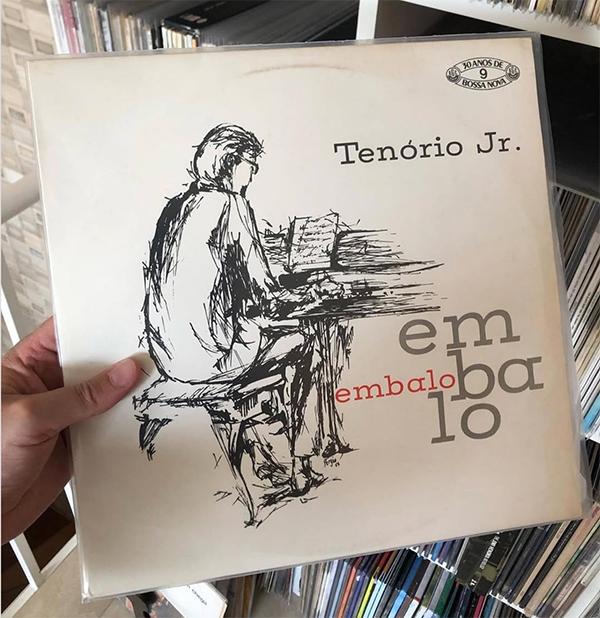 30 ANOS DE
9
BOSSA NOVA
Tenório Jr.
em
embalo
ba
lo